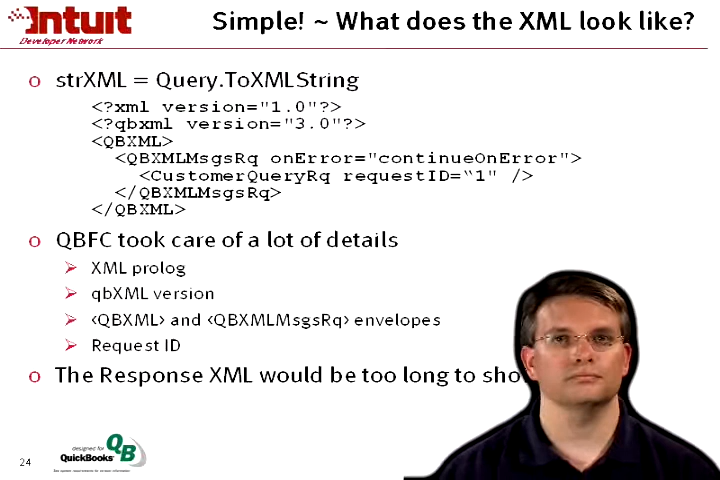 Intuit
Developer Network
Simple! ~ What does the XML look like?
o strXML = Query.ToXMLString
<?xml version="1.0"?>
<?qbxml version="3.0"?>
<QBXML>
<QBXMLMsgsRq onError="continueOnError">
<CustomerQueryRq requestID=“1" />
</QBXMLMsgsRq>
</QBXML>
o QBFC took care of a lot of details
➢ XML prolog
➢ qbXML version
➢ <QBXML> and <QBXMLMsgsRq> envelopes
➢ Request ID
o The Response XML would be too long to sho
24
designed for
QuickBooks
QB